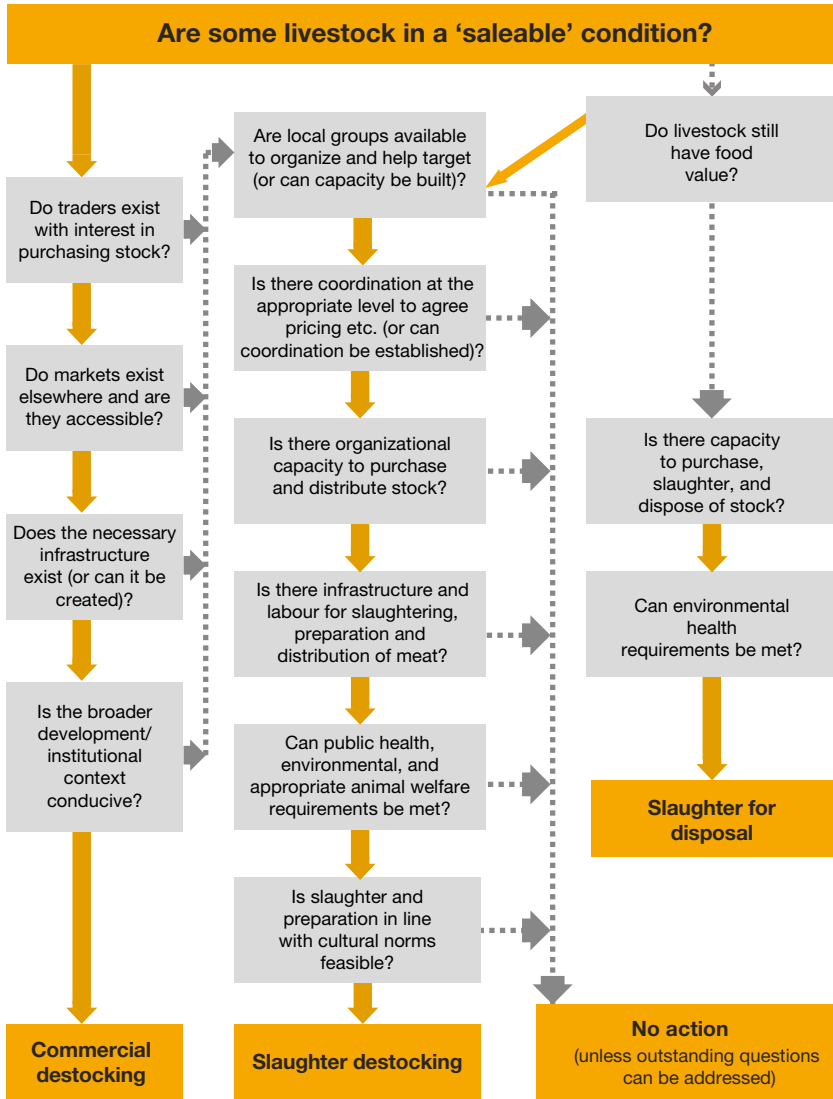 Are some livestock in a ‘saleable’ condition?
Do traders exist
with interest in
purchasing stock?
Do markets exist
elsewhere and are
they accessible?
Does the necessary
infrastructure
exist (or can it be
created)?
Is the broader
development/
institutional
context
conducive?
Commercial
destocking
Are local groups available
to organize and help target
(or can capacity be built)?
Is there coordination at the
appropriate level to agree
pricing etc. (or can
coordination be established)?
Is there organizational
capacity to purchase
and distribute stock?
Is there infrastructure and
labour for slaughtering,
preparation and
distribution of meat?
Can public health,
environmental, and
appropriate animal welfare
requirements be met?
Is slaughter and
preparation in line
with cultural norms
feasible?
Slaughter destocking
Do livestock still
have food
value?
Is there capacity
to purchase,
slaughter, and
dispose of stock?
Can environmental
health
requirements be met?
Slaughter for
disposal
No action
(unless outstanding questions
can be addressed)